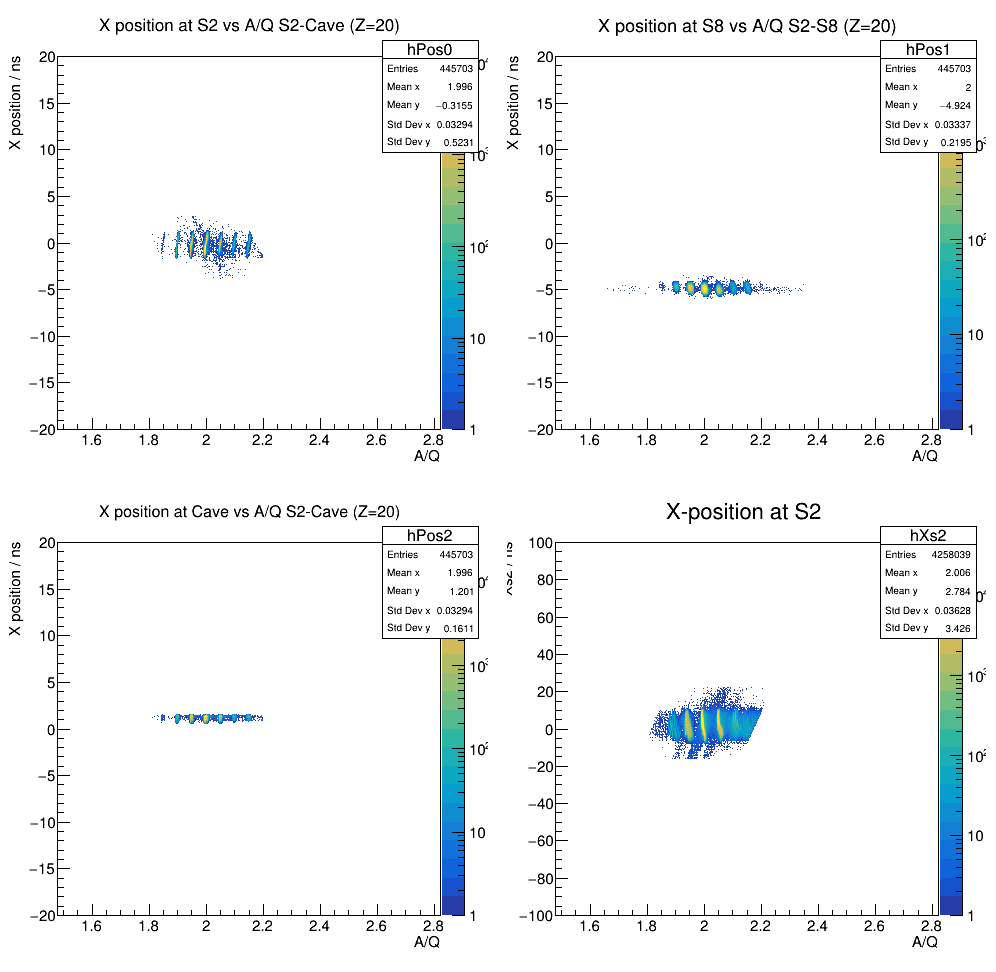 X position at S2 vs A/Q S2-Cave (Z=20)
hPos0
Entries 445703
Mean x 1.996
Mean y −0.3155
Std Dev x 0.03294
Std Dev y 0.5231
X position / ns
20
15
10
5
0
−5
−10
−15
−20
1.6 1.8 2 2.2 2.4 2.6 2.8
A/Q
10³
10²
10
1
X position at S8 vs A/Q S2-S8 (Z=20)
hPos1
Entries 445703
Mean x 2
Mean y −4.924
Std Dev x 0.03337
Std Dev y 0.2195
X position / ns
20
15
10
5
0
−5
−10
−15
−20
1.6 1.8 2 2.2 2.4 2.6 2.8
A/Q
10³
10²
10
1
X position at Cave vs A/Q S2-Cave (Z=20)
hPos2
Entries 445703
Mean x 1.996
Mean y 1.201
Std Dev x 0.03294
Std Dev y 0.1611
X position / ns
20
15
10
5
0
−5
−10
−15
−20
1.6 1.8 2 2.2 2.4 2.6 2.8
A/Q
10⁴
10³
10²
10
1
X-position at S2
hXs2
Entries 4258039
Mean x 2.006
Mean y 2.784
Std Dev x 0.03628
Std Dev y 3.426
100
80
60
40
20
0
−20
−40
−60
−80
−100
1.6 1.8 2 2.2 2.4 2.6 2.8
A/Q
10³
10²
10
1